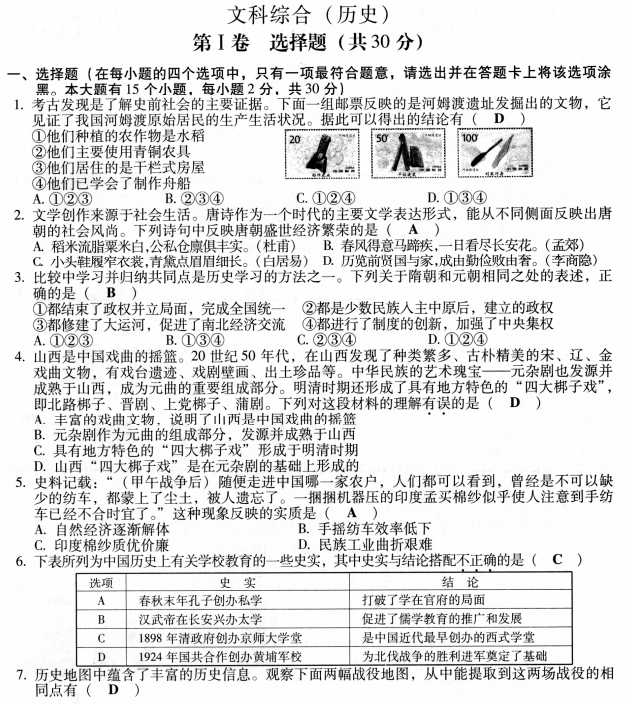 文科综合（历史）
第Ⅰ卷　选择题（共30分）
一、选择题（在每小题的四个选项中，只有一项最符合题意，请选出并在答题卡上将该选项涂
黑。本大题有15个小题，每小题2分，共30分）
1. 考古发现是了解史前社会的主要证据。下面一组邮票反映的是河姆渡遗址发掘出的文物，它
见证了我国河姆渡原始居民的生产生活状况。据此可以得出的结论有（ D ）
①他们种植的农作物是水稻
②他们主要使用青铜农具
③他们居住的是干栏式房屋
④他们已学会了制作舟船
20
50
100
A. ①②③　B. ②③④　C. ①②④　D. ①③④
2. 文学创作来源于社会生活。唐诗作为一个时代的主要文学表达形式，能从不同侧面反映出唐
朝的社会风尚。下列诗句中反映唐朝盛世经济繁荣的是（ A ）
A. 稻米流脂粟米白,公私仓廪俱丰实。（杜甫）　B. 春风得意马蹄疾,一日看尽长安花。（孟郊）
C. 小头鞋履窄衣裳,青黛点眉眉细长。（白居易）　D. 历览前贤国与家,成由勤俭败由奢。（李商隐）
3. 比较中学习并归纳共同点是历史学习的方法之一。下列关于隋朝和元朝相同之处的表述，正
确的是（ B ）
①都结束了政权并立局面，完成全国统一　②都是少数民族入主中原后，建立的政权
③都修建了大运河，促进了南北经济交流　④都进行了制度的创新，加强了中央集权
A. ①②③　B. ①③④　C. ②③④　D. ①②④
4. 山西是中国戏曲的摇篮。20世纪50年代，在山西发现了种类繁多、古朴精美的宋、辽、金
戏曲文物，有戏台遗迹、戏剧壁画、出土珍品等。中华民族的艺术瑰宝——元杂剧也发源并
成熟于山西，成为元曲的重要组成部分。明清时期还形成了具有地方特色的“四大梆子戏”，
即北路梆子、晋剧、上党梆子、蒲剧。下列对这段材料的理解有误的是（ D ）
A. 丰富的戏曲文物，说明了山西是中国戏曲的摇篮
B. 元杂剧作为元曲的组成部分，发源并成熟于山西
C. 具有地方特色的“四大梆子戏”形成于明清时期
D. 山西“四大梆子戏”是在元杂剧的基础上形成的
5. 史料记载：“（甲午战争后）随便走进中国哪一家农户，人们都可以看到，曾经是不可以缺
少的纺车，都蒙上了尘土，被人遗忘了。一捆捆机器压的印度孟买棉纱似乎使人注意到手纺
车已经不合时宜了。”这种现象反映的实质是（ A ）
A. 自然经济逐渐解体　B. 手摇纺车效率低下
C. 印度棉纱质优价廉　D. 民族工业曲折艰难
6. 下表所列为中国历史上有关学校教育的一些史实，其中史实与结论搭配不正确的是（ C ）
选项　史　实　结　论
A　春秋末年孔子创办私学　打破了学在官府的局面
B　汉武帝在长安兴办太学　促进了儒学教育的推广和发展
C　1898年清政府创办京师大学堂　是中国近代最早创办的西式学堂
D　1924年国共合作创办黄埔军校　为北伐战争的胜利进军奠定了基础
7. 历史地图中蕴含了丰富的历史信息。观察下面两幅战役地图，从中能提取到这两场战役的相
同点有（ D ）